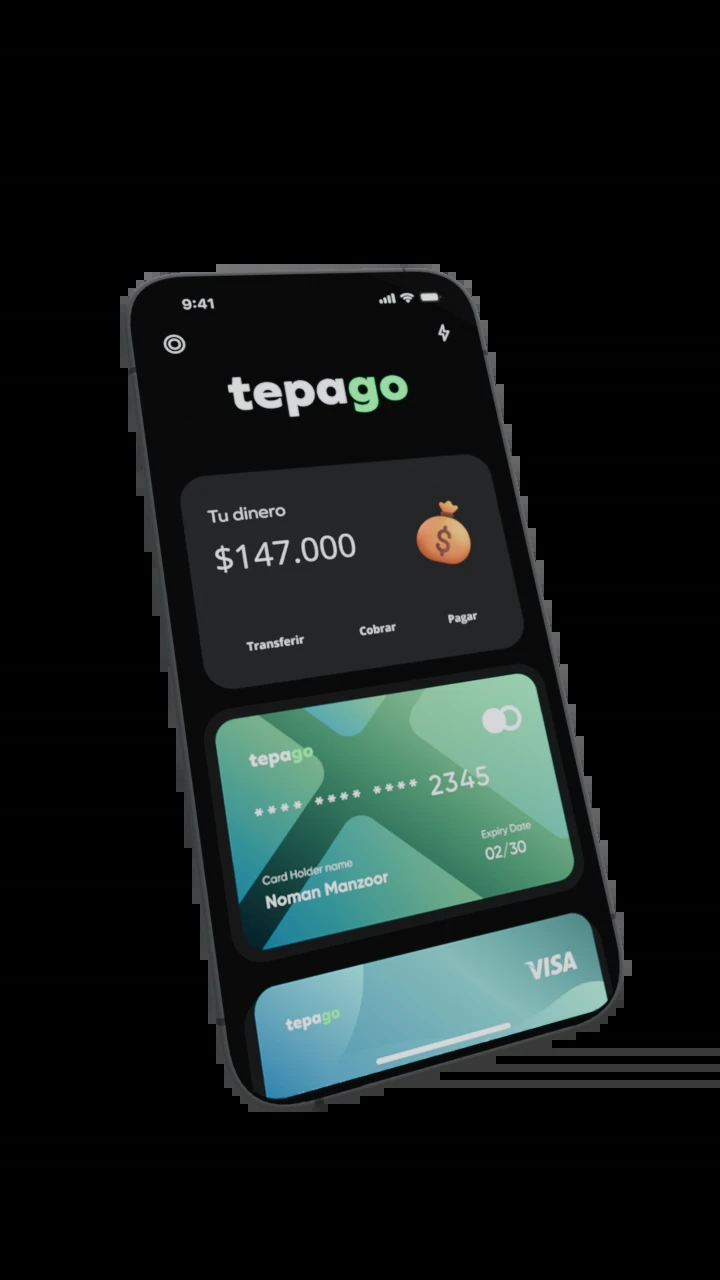 9:41
tepago
Tu dinero
$147.000
Transferir Cobrar Pagar
tepago
**** **** **** 2345
Expiry Date
02/30
Card Holder name
Noman Manzoor
VISA
tepago